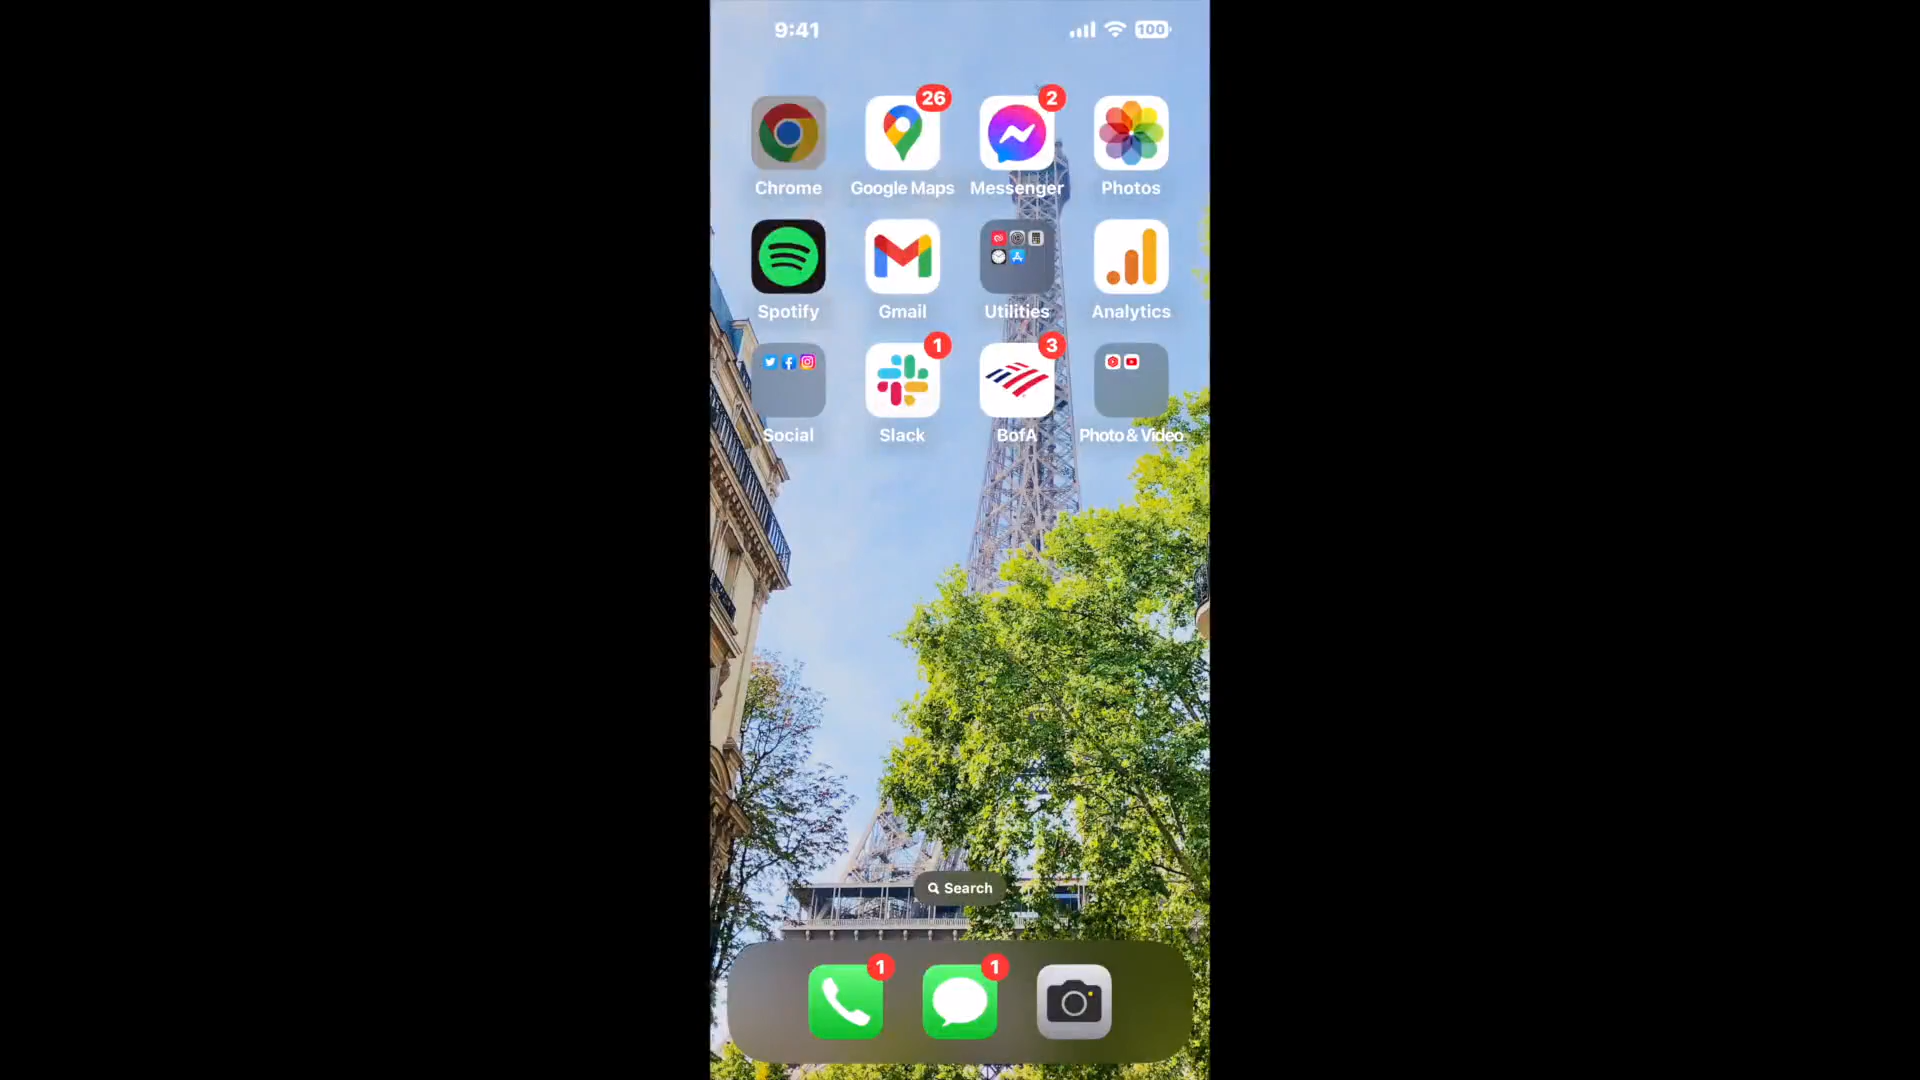 9:41
100
26
2
Chrome
Google Maps
Messenger
Photos
Spotify
Gmail
Utilities
Analytics
1
3
Social
Slack
BofA
Photo & Video
Search
1
1